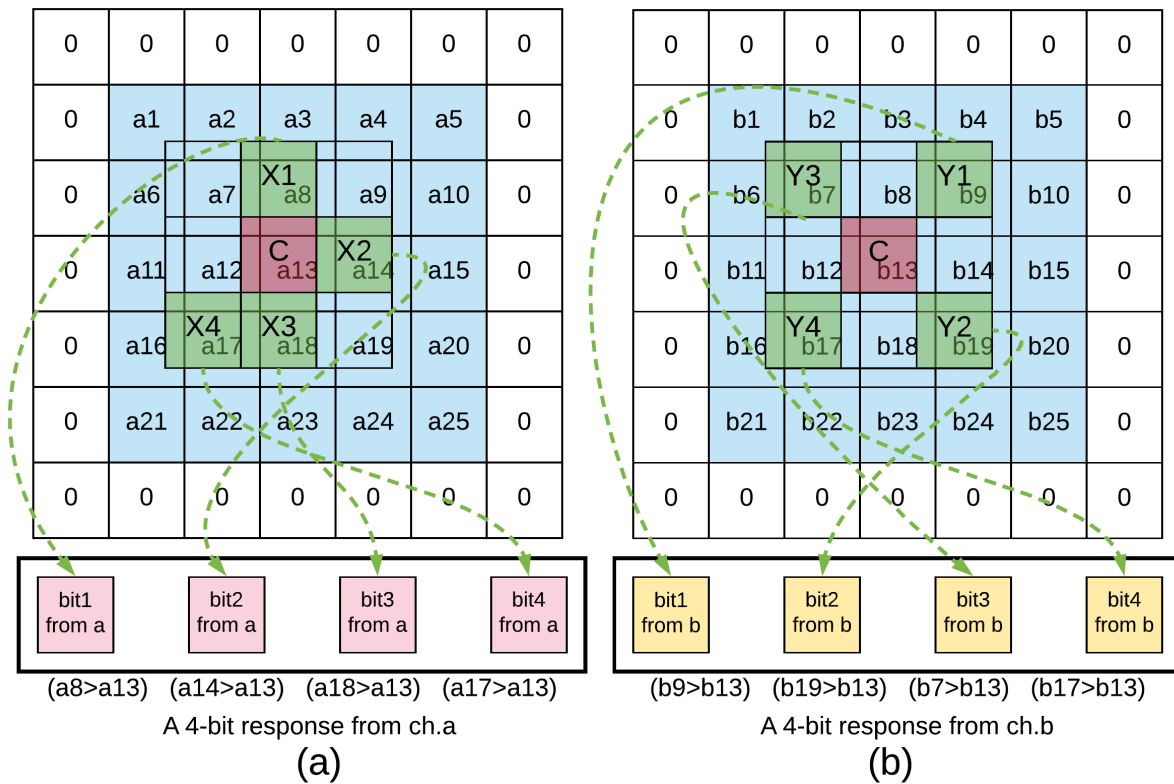 0 0 0 0 0 0 0
0 a1 a2 a3 a4 a5 0
X1
0 a6 a7 a8 a9 a10 0
C X2
0 a11 a12 a13 a14 a15 0
X4 X3
0 a16 a17 a18 a19 a20 0
0 a21 a22 a23 a24 a25 0
0 0 0 0 0 0 0
bit1 bit2 bit3 bit4
from a from a from a from a
(a8>a13) (a14>a13) (a18>a13) (a17>a13)
A 4-bit response from ch.a
(a)
0 0 0 0 0 0 0
0 b1 b2 b3 b4 b5 0
Y3 Y1
0 b6 b7 b8 b9 b10 0
C
0 b11 b12 b13 b14 b15 0
Y4 Y2
0 b16 b17 b18 b19 b20 0
0 b21 b22 b23 b24 b25 0
0 0 0 0 0 0 0
bit1 bit2 bit3 bit4
from b from b from b from b
(b9>b13) (b19>b13) (b7>b13) (b17>b13)
A 4-bit response from ch.b
(b)